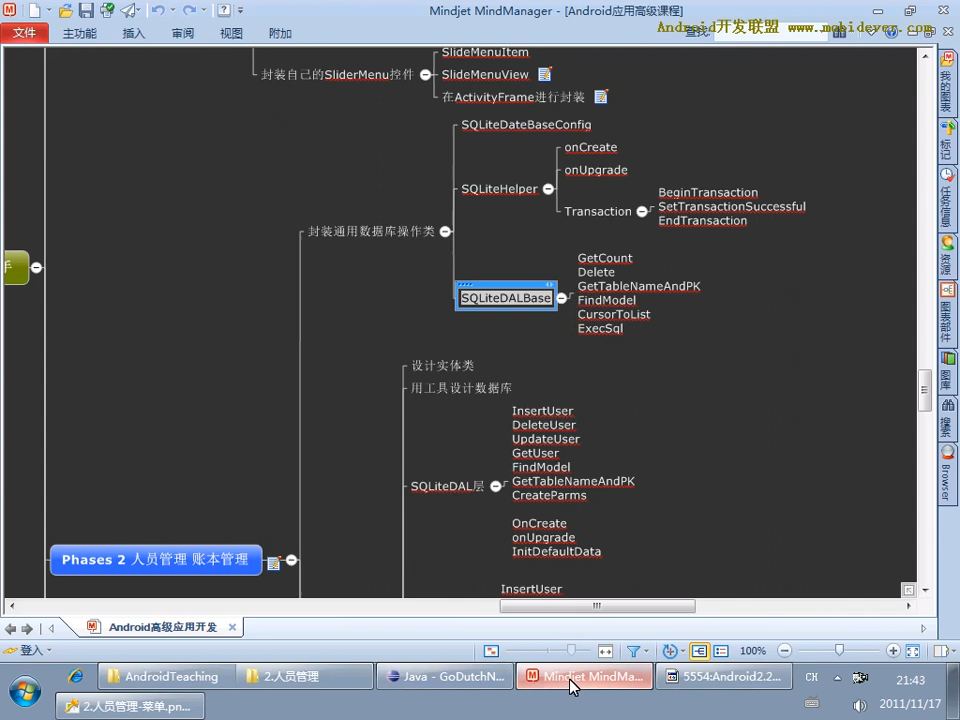 Mindjet MindManager - [Android应用高级课程]
Android开发联盟 www.mobidever.com
文件 主功能 插入 审阅 视图 附加
SlideMenuItem
封装自己的SliderMenu控件
SlideMenuView
在ActivityFrame进行封装
SQLiteDateBaseConfig
onCreate
onUpgrade
SQLiteHelper
BeginTransaction
Transaction
SetTransactionSuccessful
EndTransaction
封装通用数据库操作类
GetCount
Delete
GetTableNameAndPK
SQLiteDALBase
FindModel
CursorToList
ExecSql
设计实体类
用工具设计数据库
InsertUser
DeleteUser
UpdateUser
GetUser
FindModel
SQLiteDAL层
GetTableNameAndPK
CreateParms
OnCreate
onUpgrade
InitDefaultData
Phases 2 人员管理 账本管理
InsertUser
手
我的图表
标记
任务信息
资源
图表部件
图库
搜索
Browser
Android高级应用开发
登入
100%
AndroidTeaching
2.人员管理
Java - GoDutchN...
Mindjet MindMa...
5554:Android2.2...
CH
21:43
2.人员管理-菜单.pn...
2011/11/17